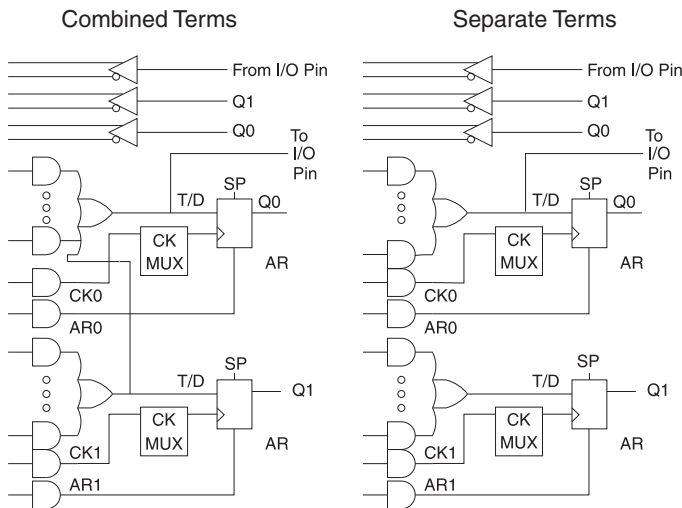 Combined Terms
From I/O Pin
Q1
Q0
To
I/O
Pin
SP
T/D
Q0
CK
MUX
AR
CK0
AR0
SP
T/D
Q1
CK
MUX
AR
CK1
AR1
Separate Terms
From I/O Pin
Q1
Q0
To
I/O
Pin
SP
T/D
Q0
CK
MUX
AR
CK0
AR0
SP
T/D
Q1
CK
MUX
AR
CK1
AR1